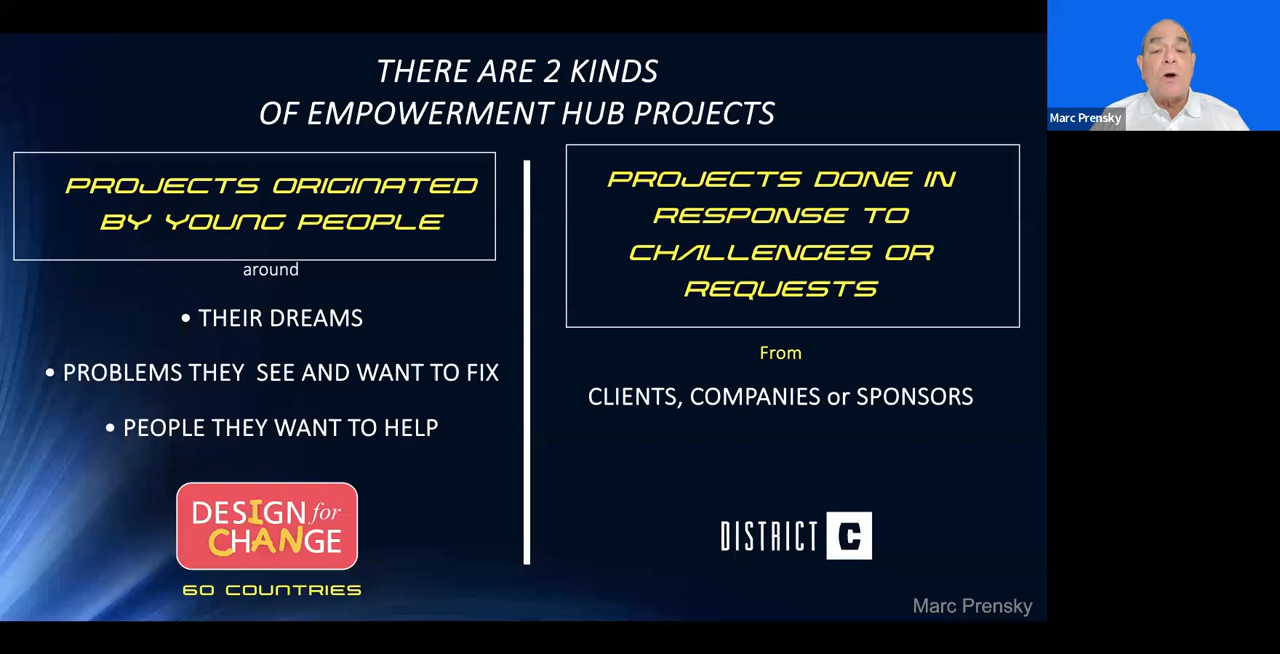 THERE ARE 2 KINDS
OF EMPOWERMENT HUB PROJECTS
PROJECTS ORIGINATED
BY YOUNG PEOPLE
around
• THEIR DREAMS
• PROBLEMS THEY SEE AND WANT TO FIX
• PEOPLE THEY WANT TO HELP
DESIGN for
CHANGE
60 COUNTRIES
PROJECTS DONE IN
RESPONSE TO
CHALLENGES OR
REQUESTS
From
CLIENTS, COMPANIES or SPONSORS
DISTRICT C
Marc Prensky
Marc Prensky